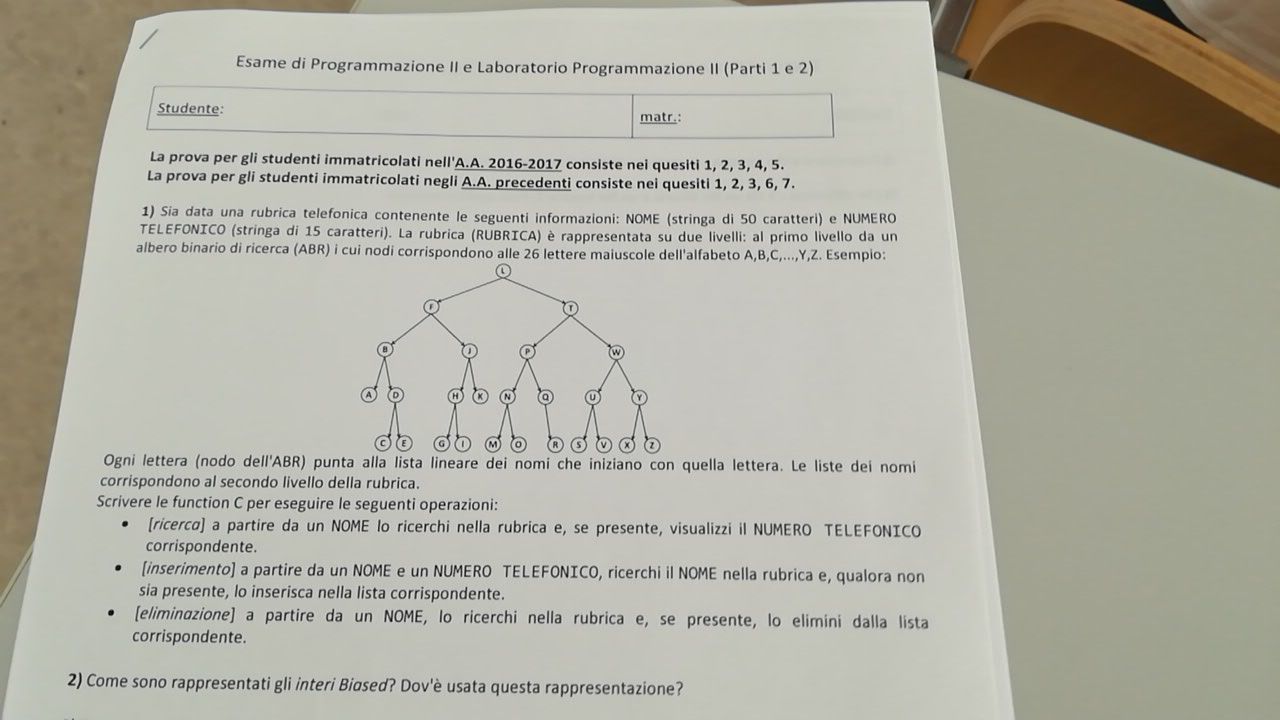 Esame di Programmazione II e Laboratorio Programmazione II (Parti 1 e 2)
Studente:
matr.:
La prova per gli studenti immatricolati nell'A.A. 2016-2017 consiste nei quesiti 1, 2, 3, 4, 5.
La prova per gli studenti immatricolati negli A.A. precedenti consiste nei quesiti 1, 2, 3, 6, 7.
1) Sia data una rubrica telefonica contenente le seguenti informazioni: NOME (stringa di 50 caratteri) e NUMERO
TELEFONICO (stringa di 15 caratteri). La rubrica (RUBRICA) è rappresentata su due livelli: al primo livello da un
albero binario di ricerca (ABR) i cui nodi corrispondono alle 26 lettere maiuscole dell'alfabeto A,B,C,...,Y,Z. Esempio:
L
F T
B J P W
A D H K N Q U Y
C E G I M O R S V X Z
Ogni lettera (nodo dell'ABR) punta alla lista lineare dei nomi che iniziano con quella lettera. Le liste dei nomi
corrispondono al secondo livello della rubrica.
Scrivere le function C per eseguire le seguenti operazioni:
• [ricerca] a partire da un NOME lo ricerchi nella rubrica e, se presente, visualizzi il NUMERO TELEFONICO
corrispondente.
• [inserimento] a partire da un NOME e un NUMERO TELEFONICO, ricerchi il NOME nella rubrica e, qualora non
sia presente, lo inserisca nella lista corrispondente.
• [eliminazione] a partire da un NOME, lo ricerchi nella rubrica e, se presente, lo elimini dalla lista
corrispondente.
2) Come sono rappresentati gli interi Biased? Dov'è usata questa rappresentazione?